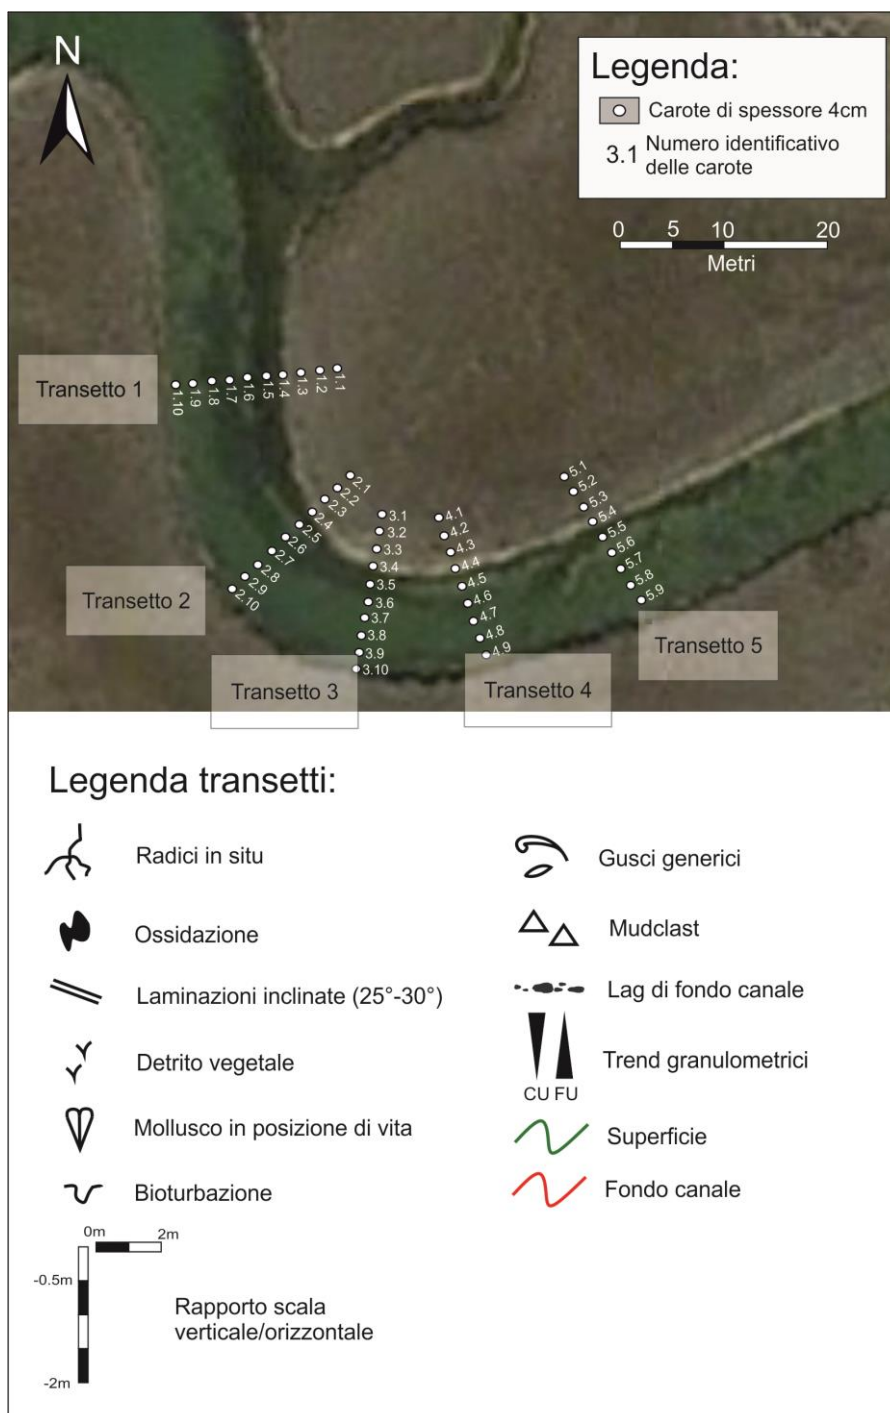 N
Legenda:
Carote di spessore 4cm
3.1 Numero identificativo
delle carote
0 5 10 20
Metri
Transetto 1
1.10 1.9 1.8 1.7 1.6 1.5 1.4 1.3 1.2 1.1
2.1
2.2
2.3
2.4
2.5
2.6
2.7
2.8
2.9
2.10
Transetto 2
3.1
3.2
3.3
3.4
3.5
3.6
3.7
3.8
3.9
3.10
Transetto 3
4.1
4.2
4.3
4.4
4.5
4.6
4.7
4.8
4.9
Transetto 4
5.1
5.2
5.3
5.4
5.5
5.6
5.7
5.8
5.9
Transetto 5
Legenda transetti:
Radici in situ
Ossidazione
Laminazioni inclinate (25°-30°)
Detrito vegetale
Mollusco in posizione di vita
Bioturbazione
Gusci generici
Mudclast
Lag di fondo canale
Trend granulometrici
CU FU
Superficie
Fondo canale
0m 2m
-0.5m
-2m
Rapporto scala
verticale/orizzontale